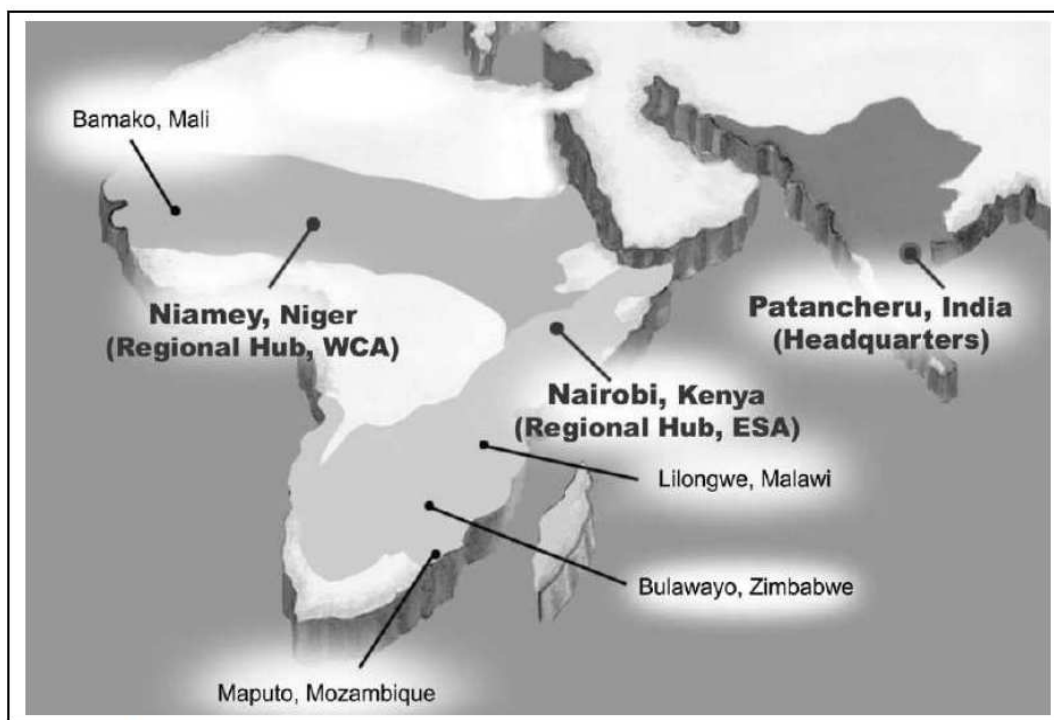 Bamako, Mali
Niamey, Niger
(Regional Hub, WCA)
Patancheru, India
(Headquarters)
Nairobi, Kenya
(Regional Hub, ESA)
Lilongwe, Malawi
Bulawayo, Zimbabwe
Maputo, Mozambique